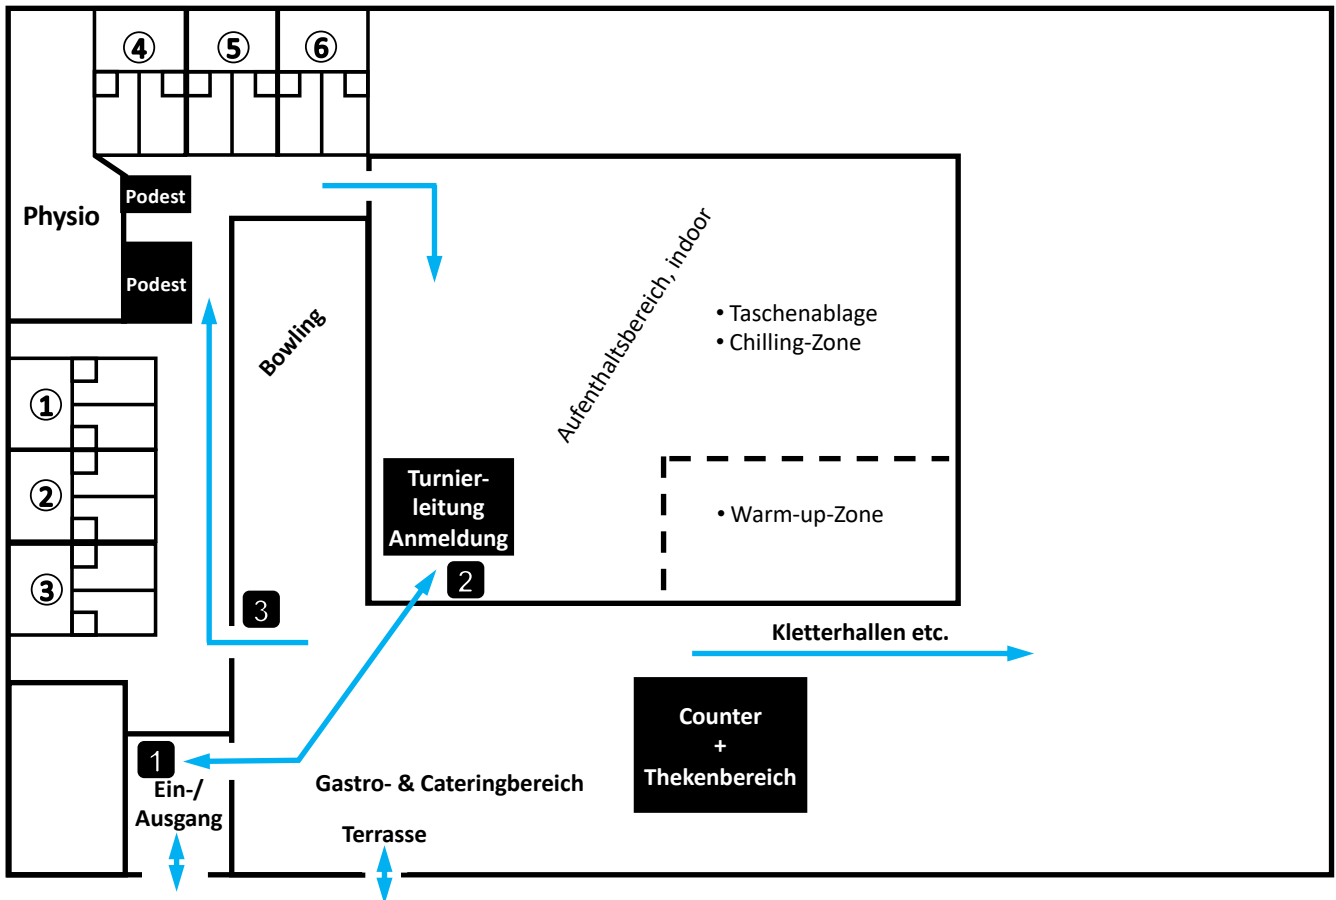 ④
⑤
⑥
Podest
Physio
Podest
Bowling
Aufenthaltsbereich, indoor
• Taschenablage
• Chilling-Zone
①
②
③
Turnier-
leitung
Anmeldung
• Warm-up-Zone
2
3
Kletterhallen etc.
Counter
+
Thekenbereich
1
Ein-/
Ausgang
Gastro- & Cateringbereich
Terrasse